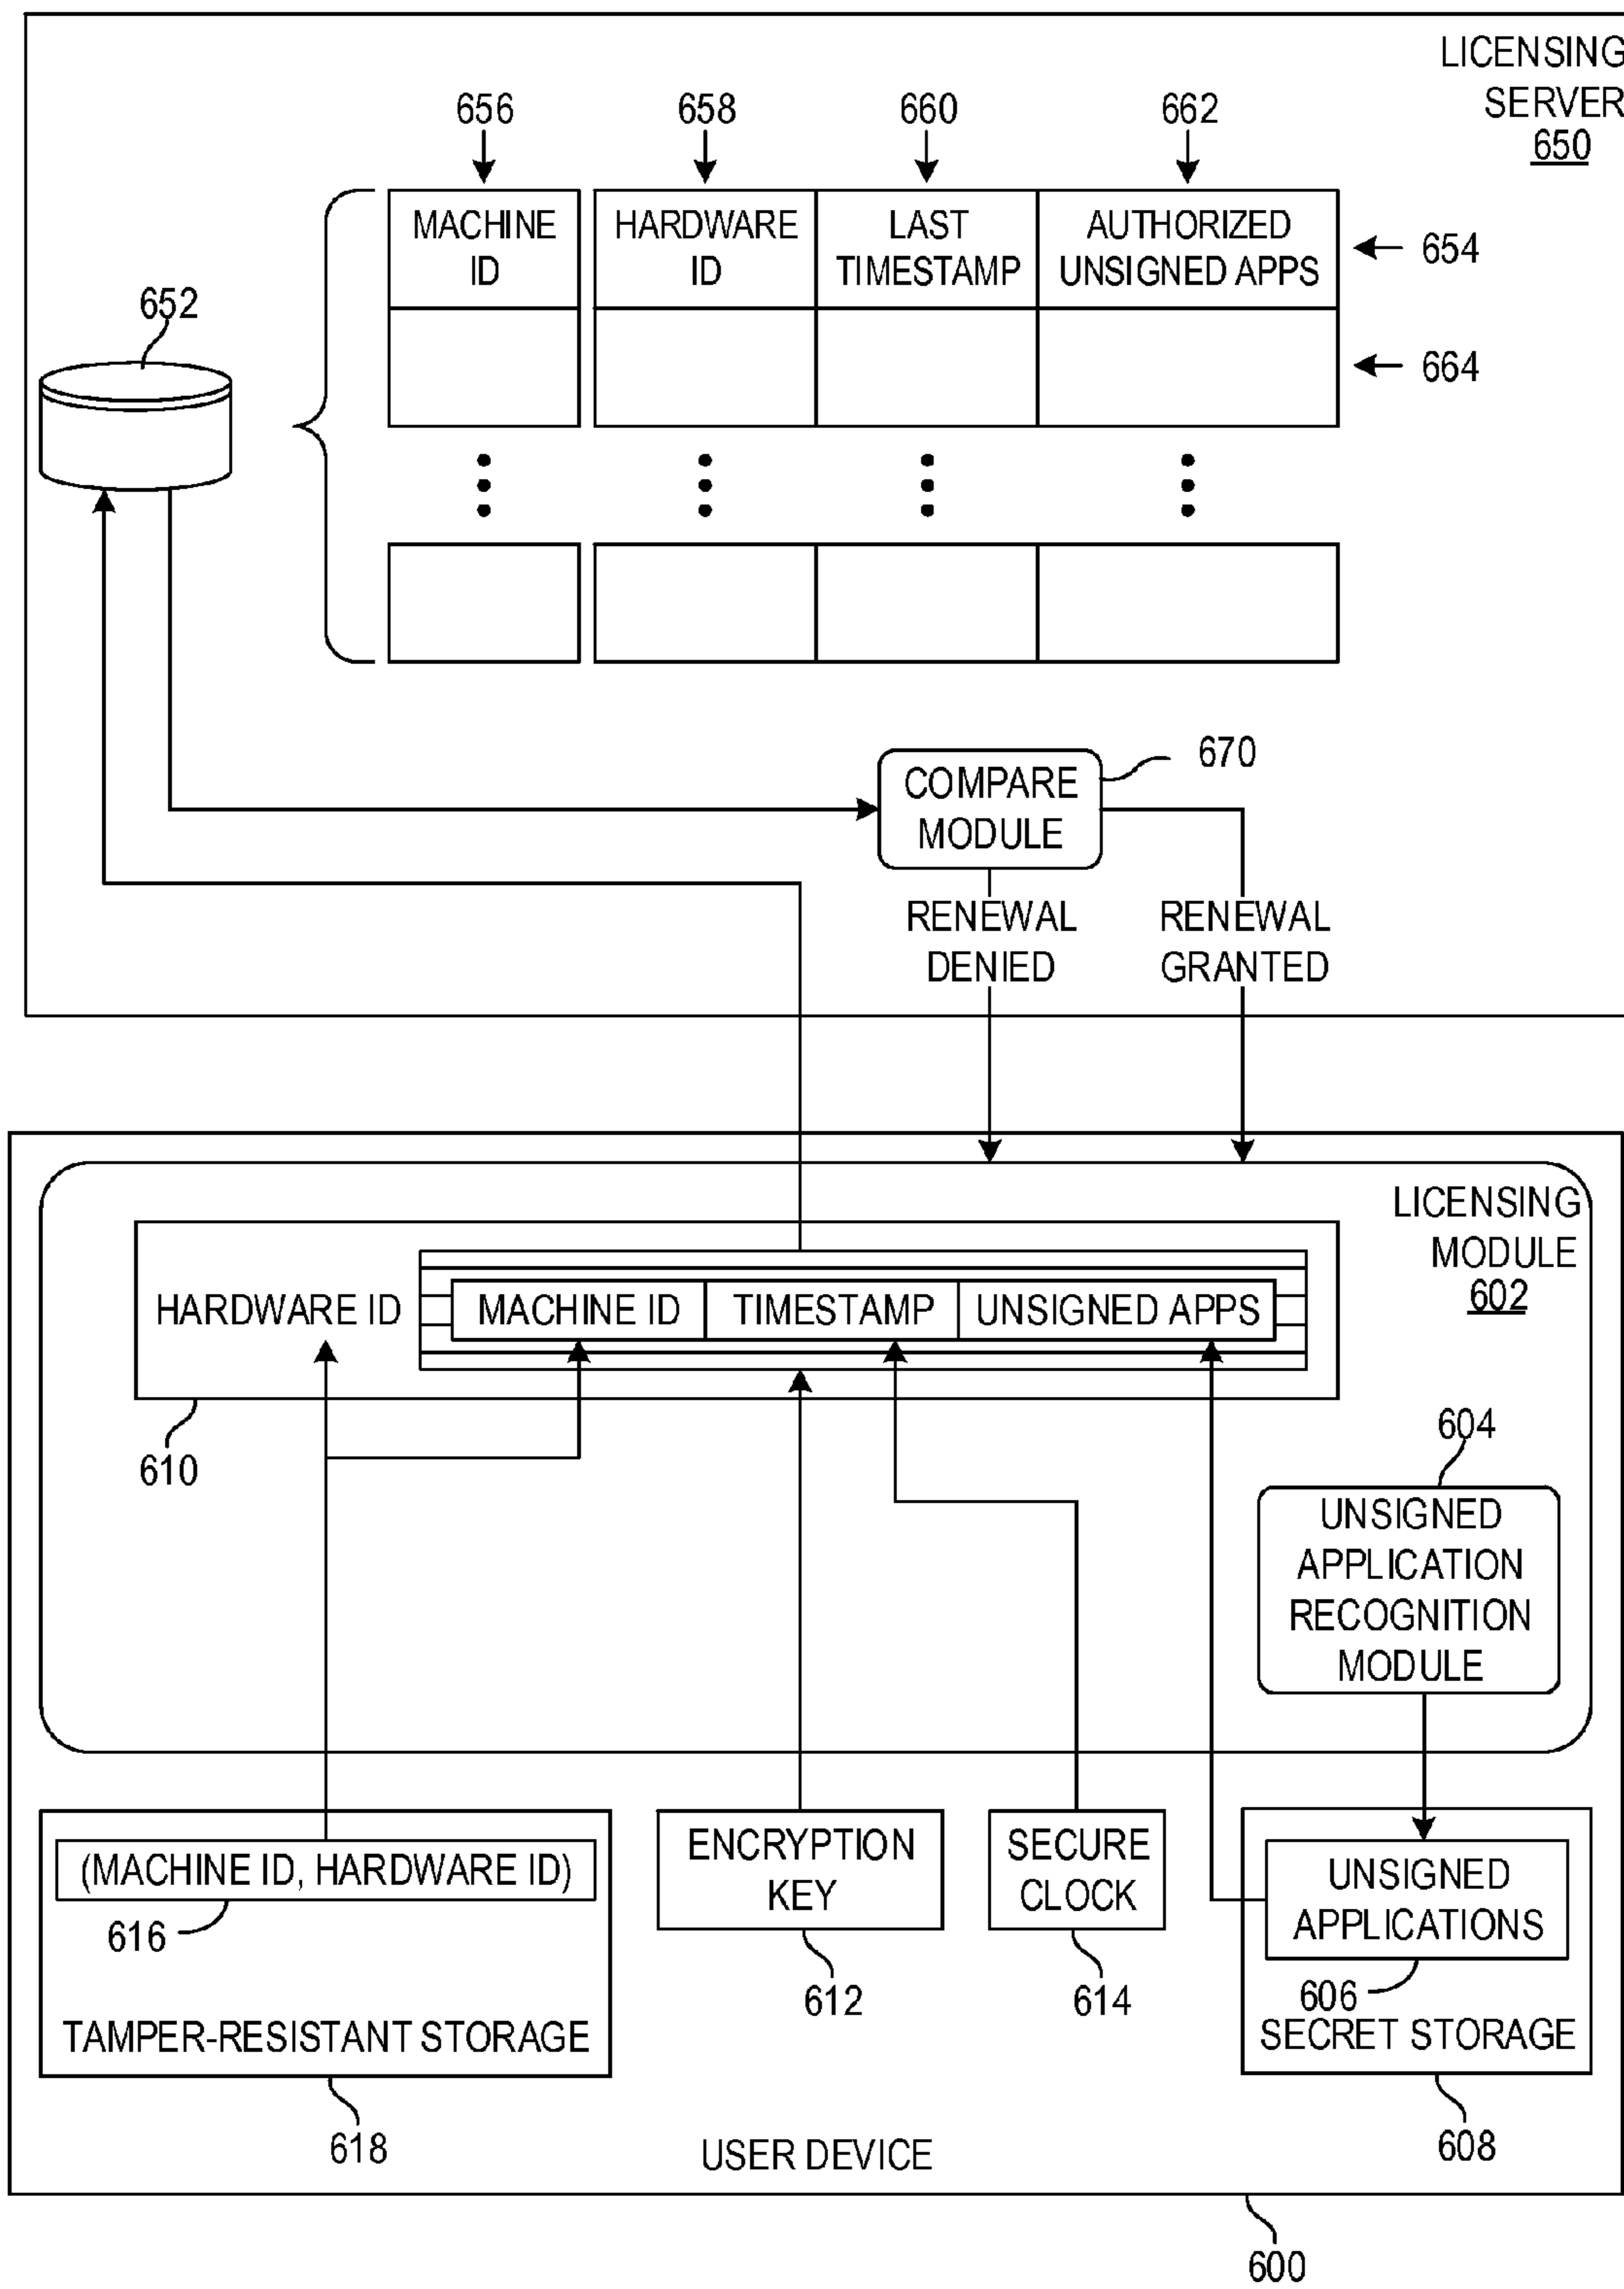 LICENSING
SERVER
650
656
658
660
662
MACHINE
ID
HARDWARE
ID
LAST
TIMESTAMP
AUTHORIZED
UNSIGNED APPS
654
652
664
670
COMPARE
MODULE
RENEWAL
DENIED
RENEWAL
GRANTED
LICENSING
MODULE
602
HARDWARE ID
MACHINE ID
TIMESTAMP
UNSIGNED APPS
610
604
UNSIGNED
APPLICATION
RECOGNITION
MODULE
(MACHINE ID, HARDWARE ID)
616
TAMPER-RESISTANT STORAGE
618
ENCRYPTION
KEY
612
SECURE
CLOCK
614
UNSIGNED
APPLICATIONS
606
SECRET STORAGE
608
USER DEVICE
600